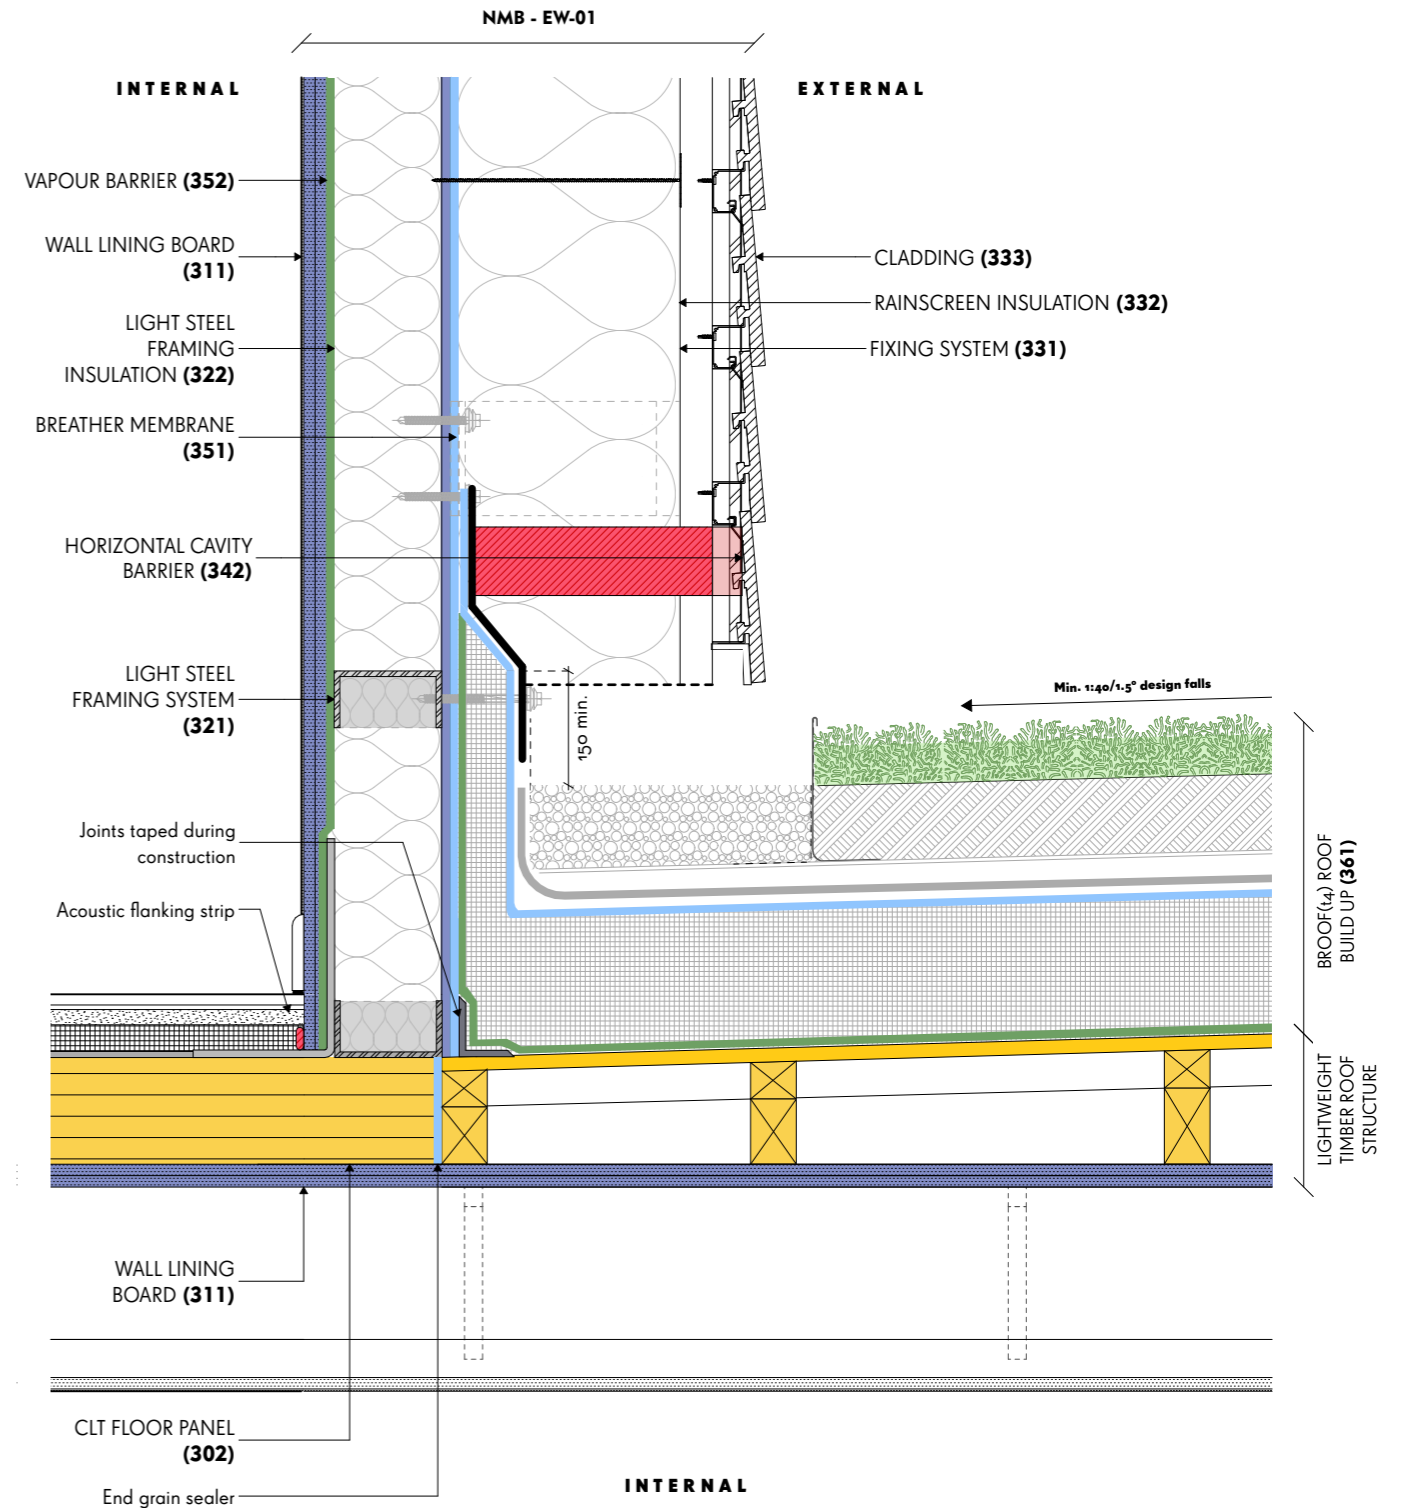 NMB - EW-01
INTERNAL
EXTERNAL
VAPOUR BARRIER (352)
WALL LINING BOARD
(311)
LIGHT STEEL
FRAMING
INSULATION (322)
BREATHER MEMBRANE
(351)
HORIZONTAL CAVITY
BARRIER (342)
LIGHT STEEL
FRAMING SYSTEM
(321)
Joints taped during
construction
Acoustic flanking strip
CLADDING (333)
RAINSCREEN INSULATION (332)
FIXING SYSTEM (331)
150 min.
Min. 1:40/1.5° design falls
BROOF(t4) ROOF
BUILD UP (361)
LIGHTWEIGHT
TIMBER ROOF
STRUCTURE
WALL LINING
BOARD (311)
CLT FLOOR PANEL
(302)
End grain sealer
INTERNAL